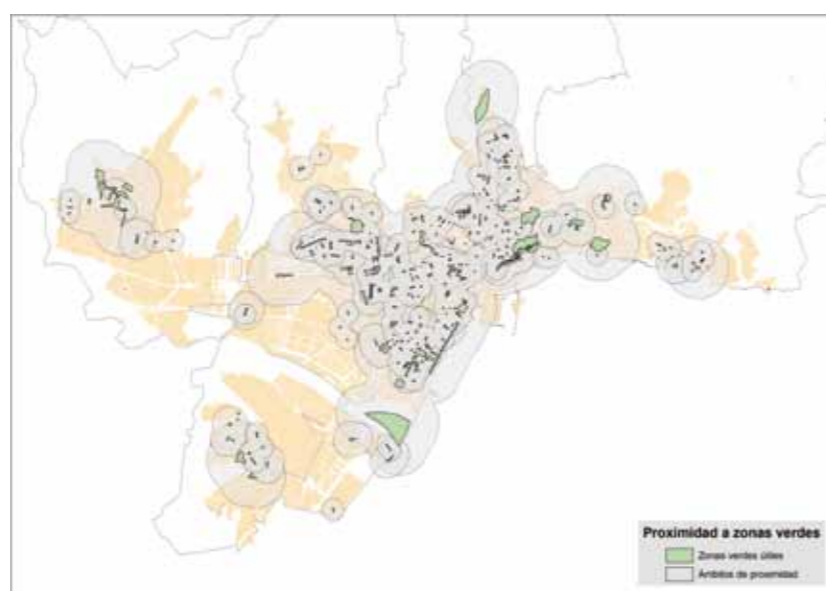 Proximidad a zonas verdes
Zonas verdes útiles
Ámbitos de proximidad